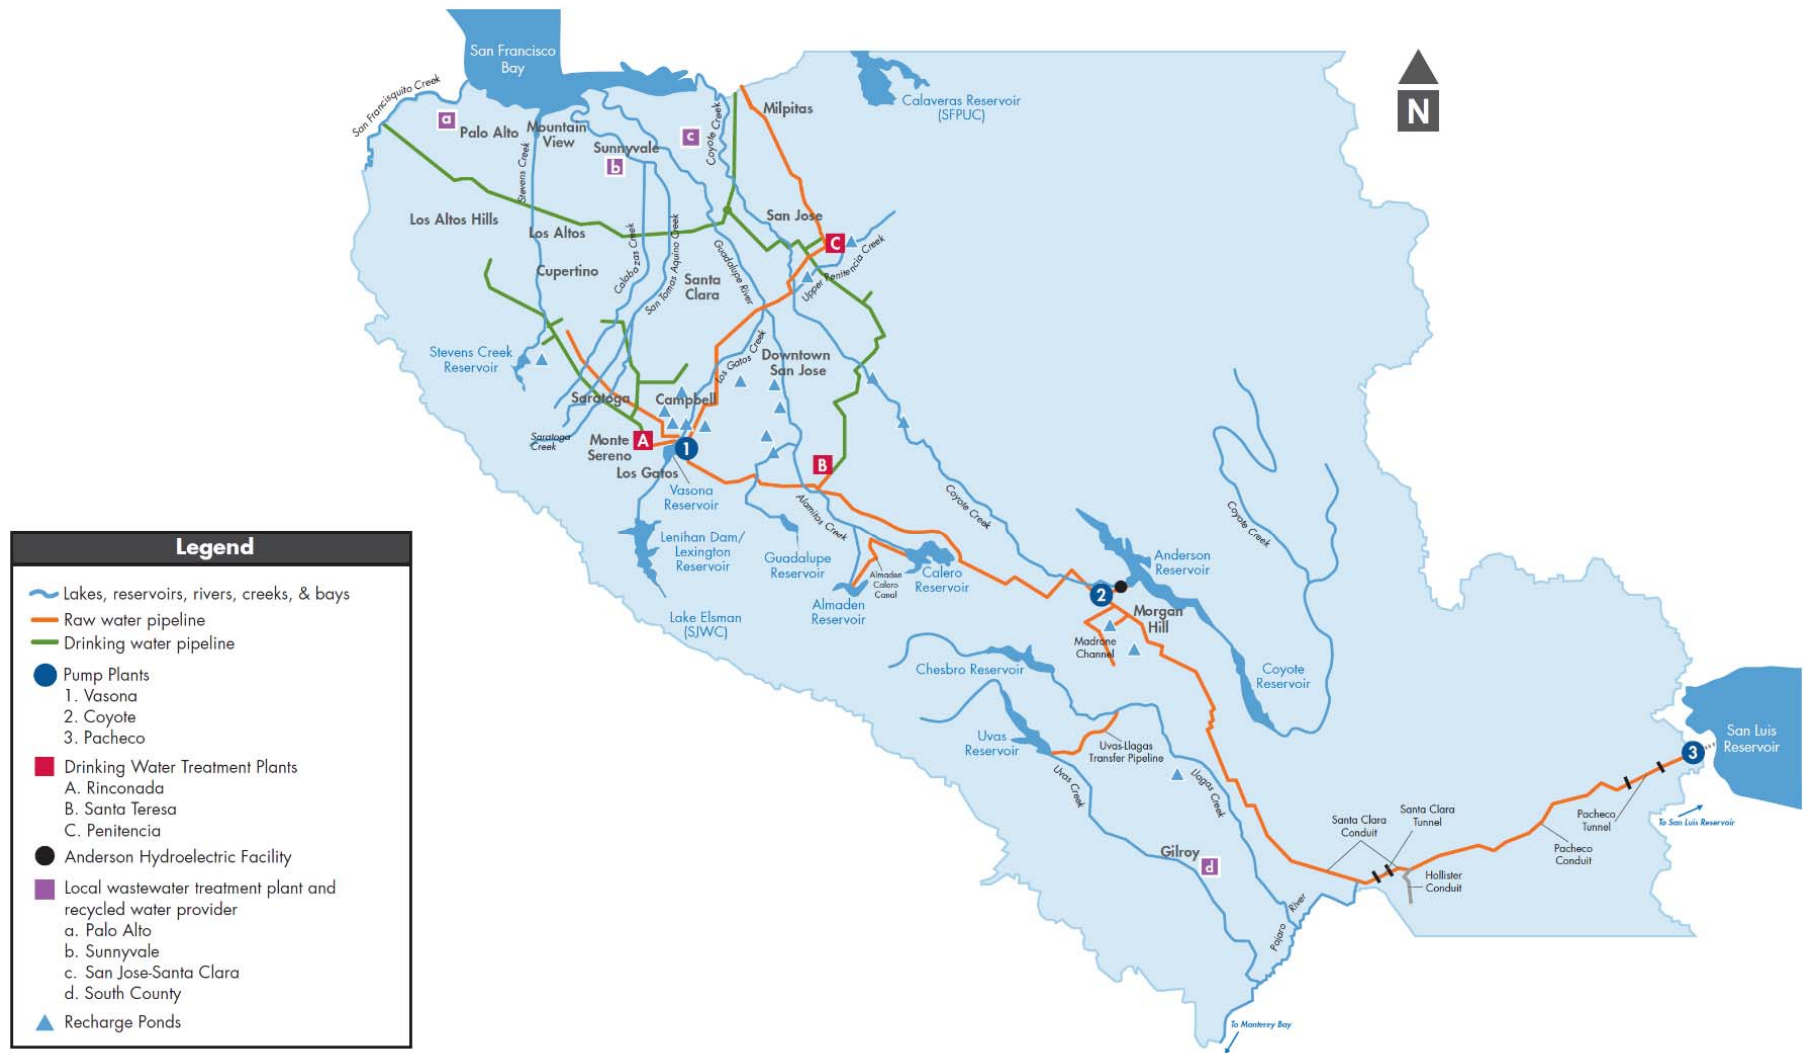 San Francisco
Bay
San Francisquito Creek
a
Palo Alto
Mountain
View
Sunnyvale
b
c
Coyote Creek
Milpitas
Calaveras Reservoir
(SFPUC)
N
Stevens Creek
Los Altos Hills
Los Altos
Cupertino
Calabazas Creek
San Tomas Aquino Creek
Santa
Clara
Guadalupe River
San Jose
C
Upper Penitencia Creek
Stevens Creek
Reservoir
Los Gatos Creek
Downtown
San Jose
Saratoga
Campbell
Saratoga
Creek
Monte
Sereno
A
1
Los Gatos
B
Vasona
Reservoir
Alamitos Creek
Coyote Creek
Coyote Creek
Lenihan Dam/
Lexington
Reservoir
Guadalupe
Reservoir
Almaden
Calero
Canal
Calero
Reservoir
Almaden
Reservoir
Lake Elsman
(SJWC)
Anderson
Reservoir
2
Morgan
Hill
Madrone
Channel
Chesbro Reservoir
Coyote
Reservoir
Uvas
Reservoir
Uvas-Llagas
Transfer Pipeline
Uvas Creek
Llagas Creek
Gilroy
d
Pajaro River
Santa Clara
Conduit
Santa Clara
Tunnel
Hollister
Conduit
Pacheco
Conduit
Pacheco
Tunnel
3
San Luis
Reservoir
To San Luis Reservoir
To Monterey Bay
Legend
Lakes, reservoirs, rivers, creeks, & bays
Raw water pipeline
Drinking water pipeline
Pump Plants
1. Vasona
2. Coyote
3. Pacheco
Drinking Water Treatment Plants
A. Rinconada
B. Santa Teresa
C. Penitencia
Anderson Hydroelectric Facility
Local wastewater treatment plant and
recycled water provider
a. Palo Alto
b. Sunnyvale
c. San Jose-Santa Clara
d. South County
Recharge Ponds